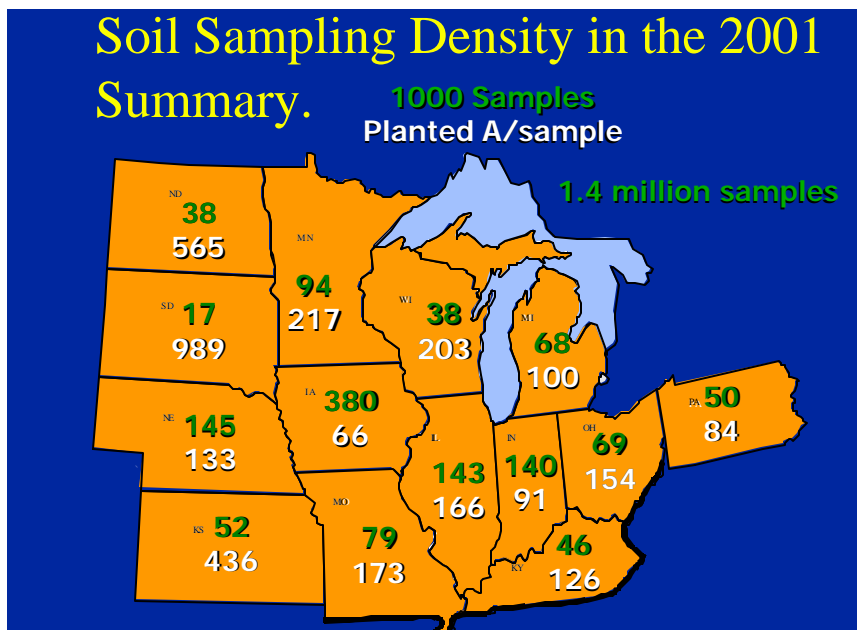 Soil Sampling Density in the 2001
Summary.
1000 Samples
Planted A/sample
1.4 million samples
ND
38
565
MN
94
217
SD
17
989
WI
38
203
MI
68
100
NE
145
133
IA
380
66
IL
143
166
IN
140
91
OH
69
154
PA
50
84
KS
52
436
MO
79
173
KY
46
126